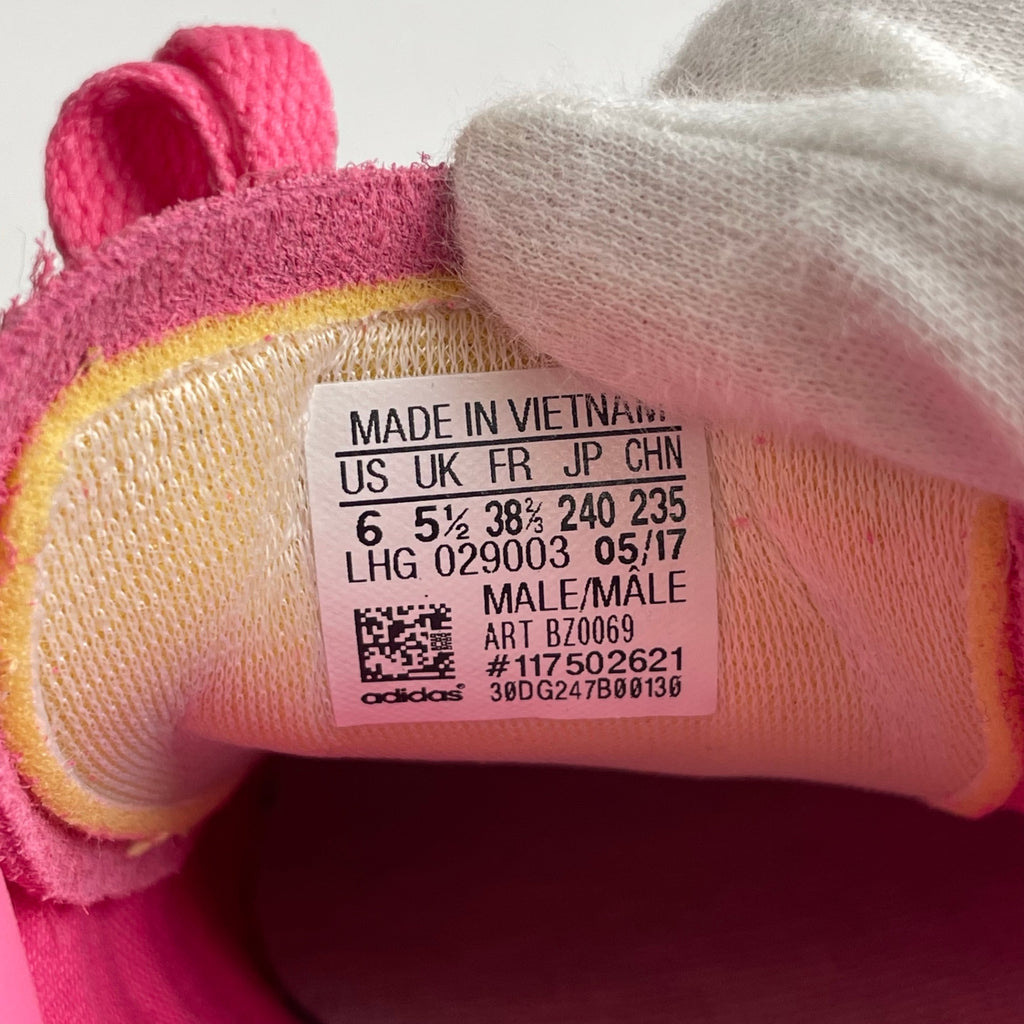 MADE IN VIETNAM
US UK FR JP CHN
6 5½ 38⅔ 240 235
LHG 029003 05/17
MALE/MÂLE
ART BZ0069
#117502621
adidas® 30DG247B00130